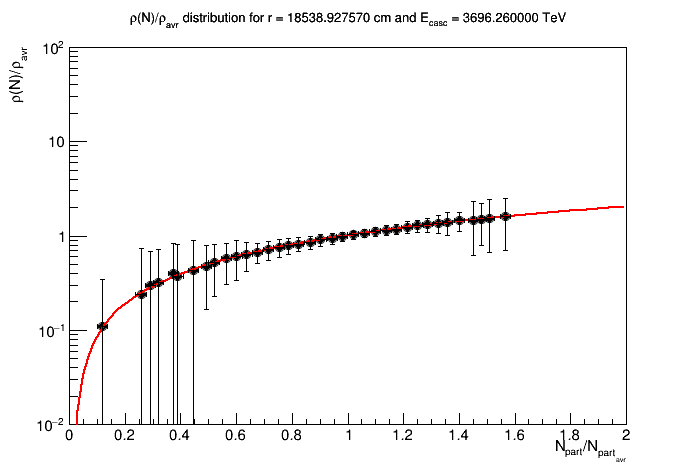 ρ(N)/ρavr distribution for r = 18538.927570 cm and Ecasc = 3696.260000 TeV
ρ(N)/ρavr
10²
10
1
10⁻¹
10⁻²
0 0.2 0.4 0.6 0.8 1 1.2 1.4 1.6 1.8 2
Npart/Npartavr